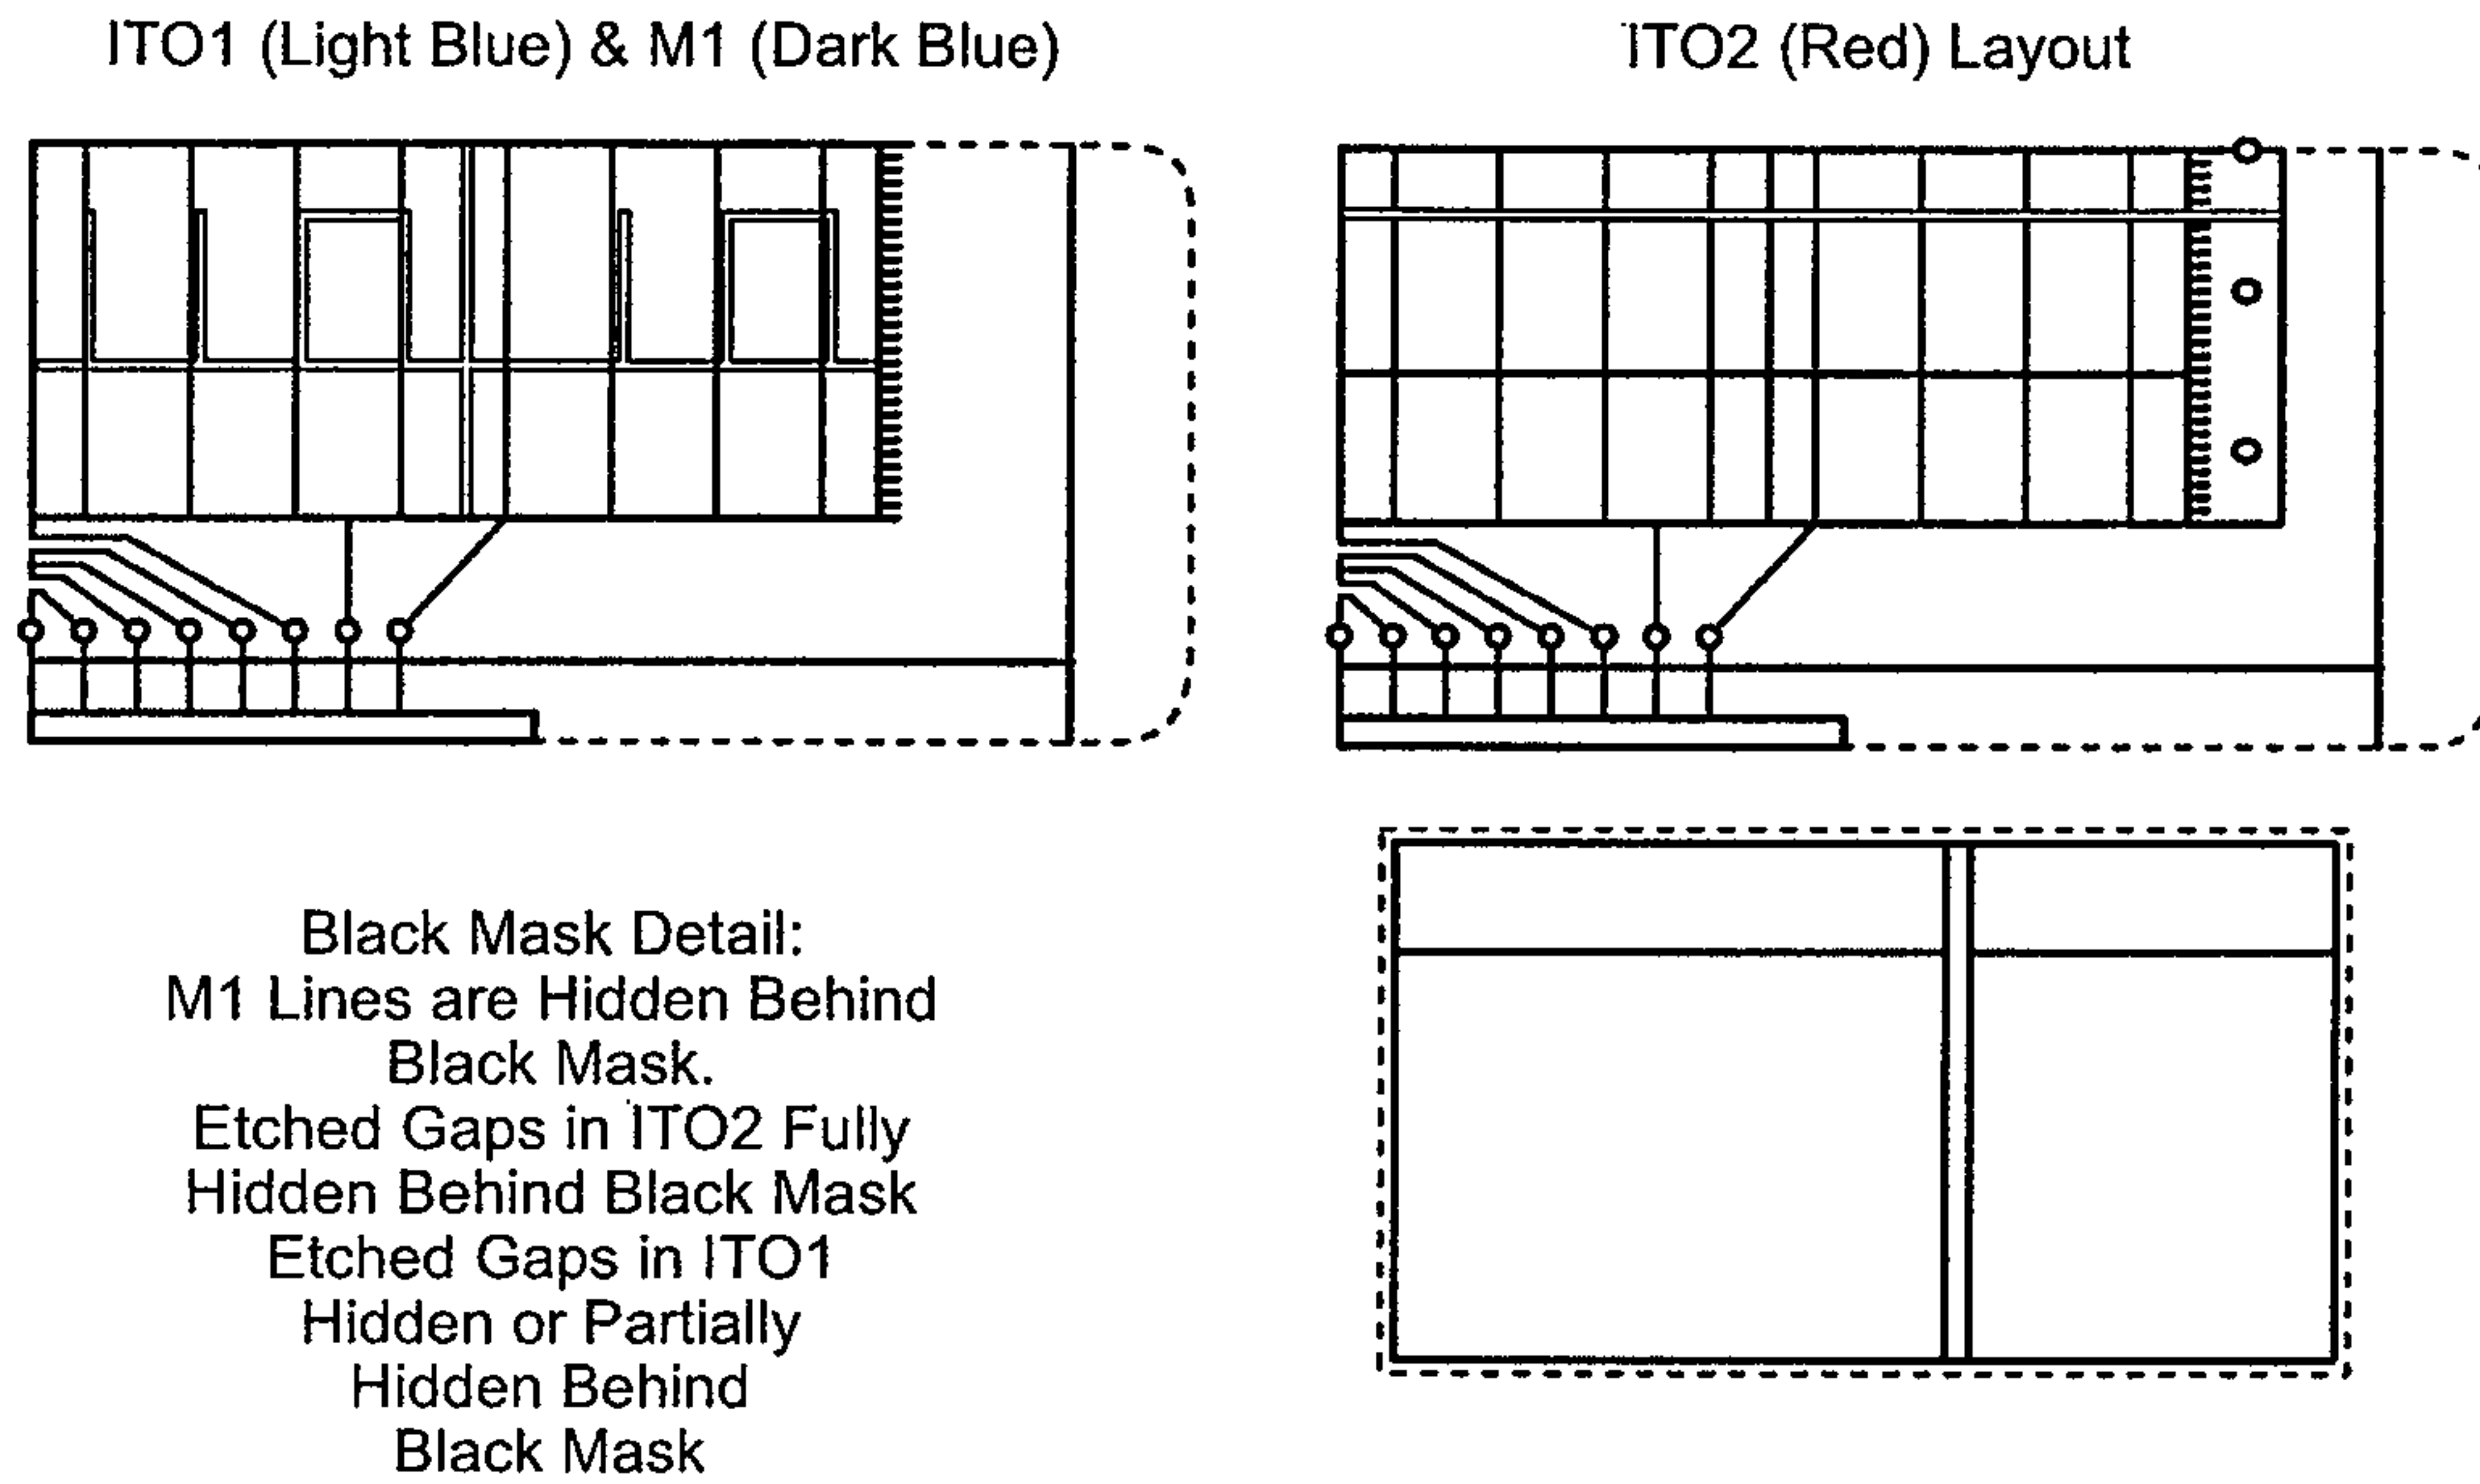 ITO1 (Light Blue) & M1 (Dark Blue)
ITO2 (Red) Layout
Black Mask Detail:
M1 Lines are Hidden Behind
Black Mask.
Etched Gaps in ITO2 Fully
Hidden Behind Black Mask
Etched Gaps in ITO1
Hidden or Partially
Hidden Behind
Black Mask